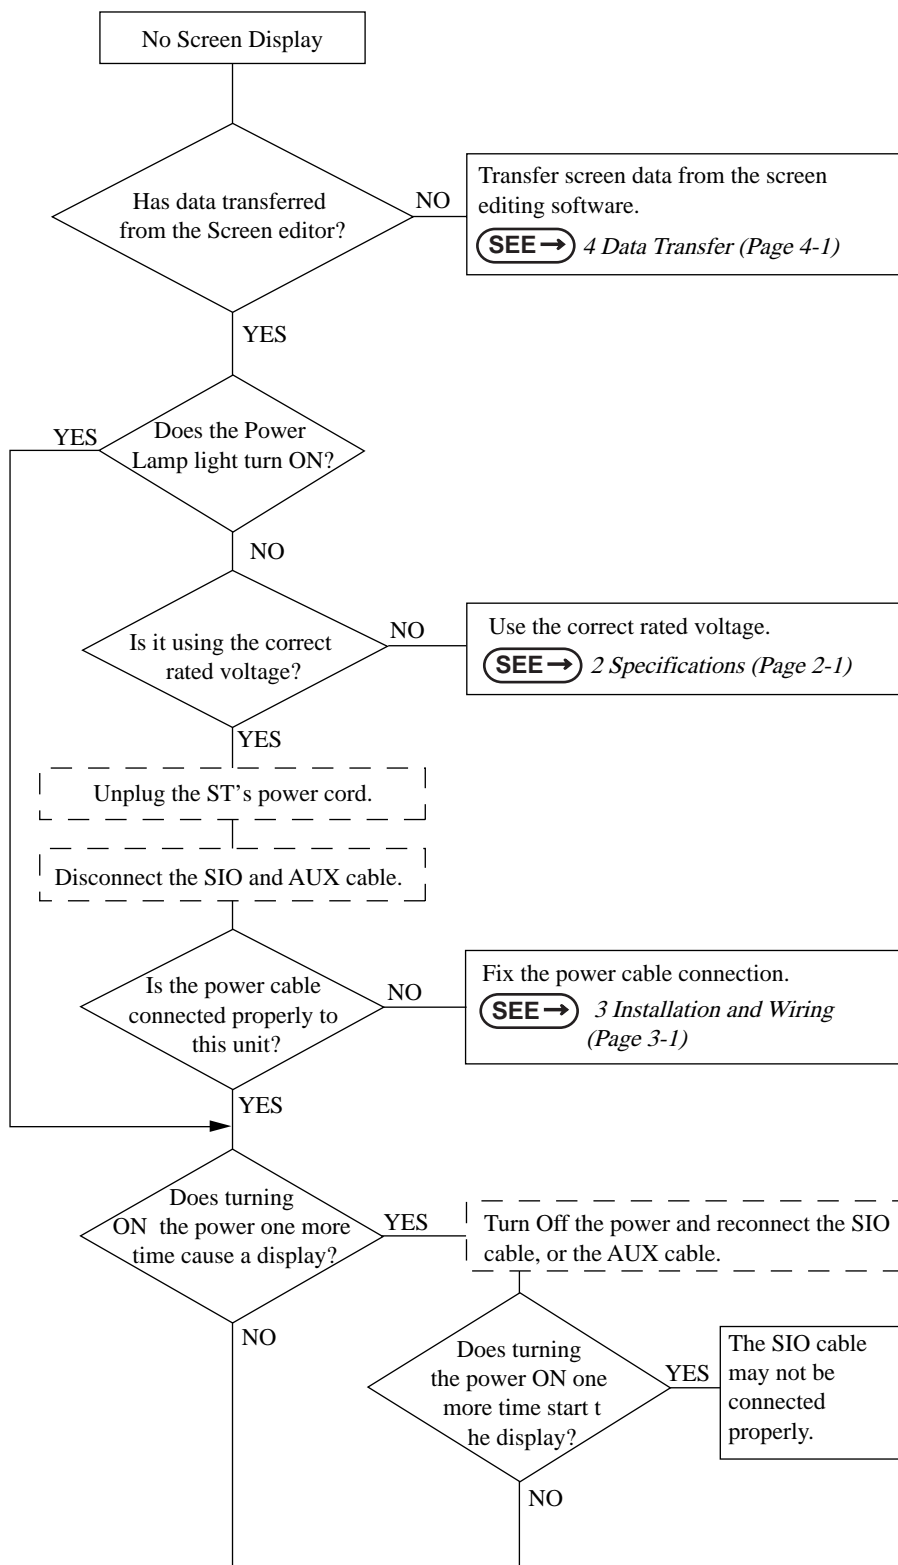 No Screen Display
Has data transferred
from the Screen editor?
NO
Transfer screen data from the screen
editing software.
SEE→ 4 Data Transfer (Page 4-1)
YES
YES
Does the Power
Lamp light turn ON?
NO
Is it using the correct
rated voltage?
NO
Use the correct rated voltage.
SEE→ 2 Specifications (Page 2-1)
YES
Unplug the ST's power cord.
Disconnect the SIO and AUX cable.
Is the power cable
connected properly to
this unit?
NO
Fix the power cable connection.
SEE→ 3 Installation and Wiring
(Page 3-1)
YES
Does turning
ON the power one more
time cause a display?
YES
Turn Off the power and reconnect the SIO
cable, or the AUX cable.
NO
Does turning
the power ON one
more time start t
he display?
YES
The SIO cable
may not be
connected
properly.
NO